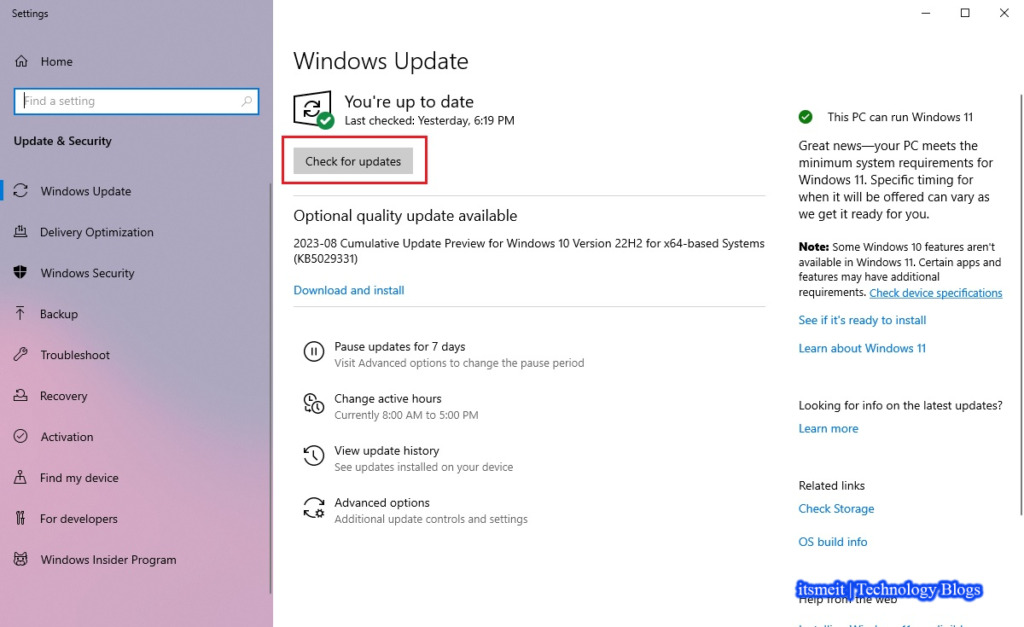 Settings
Home
Find a setting
Update & Security
Windows Update
Delivery Optimization
Windows Security
Backup
Troubleshoot
Recovery
Activation
Find my device
For developers
Windows Insider Program
Windows Update
You're up to date
Last checked: Yesterday, 6:19 PM
Check for updates
Optional quality update available
2023-08 Cumulative Update Preview for Windows 10 Version 22H2 for x64-based Systems
(KB5029331)
Download and install
Pause updates for 7 days
Visit Advanced options to change the pause period
Change active hours
Currently 8:00 AM to 5:00 PM
View update history
See updates installed on your device
Advanced options
Additional update controls and settings
This PC can run Windows 11
Great news—your PC meets the
minimum system requirements for
Windows 11. Specific timing for
when it will be offered can vary as
we get it ready for you.
Note: Some Windows 10 features aren't
available in Windows 11. Certain apps and
features may have additional
requirements. Check device specifications
See if it's ready to install
Learn about Windows 11
Looking for info on the latest updates?
Learn more
Related links
Check Storage
OS build info
itsmeit | Technology Blogs
Help from the web